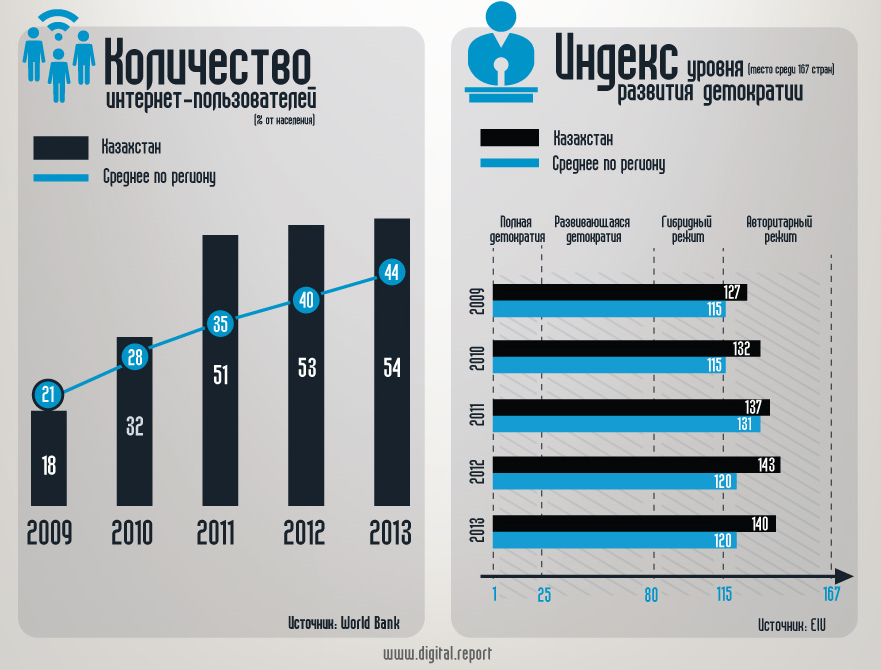 Количество
интернет-пользователей
(% от населения)
Казахстан
Среднее по региону
21
28
35
40
44
18
32
51
53
54
2009 2010 2011 2012 2013
Источник: World Bank
Индекс уровня (место среди 167 стран)
развития демократии
Казахстан
Среднее по региону
Полная демократия
Развивающаяся демократия
Гибридный режим
Авторитарный режим
2009
127
115
2010
132
115
2011
137
131
2012
143
120
2013
140
120
1 25 80 115 167
Источник: EIU
www.digital.report